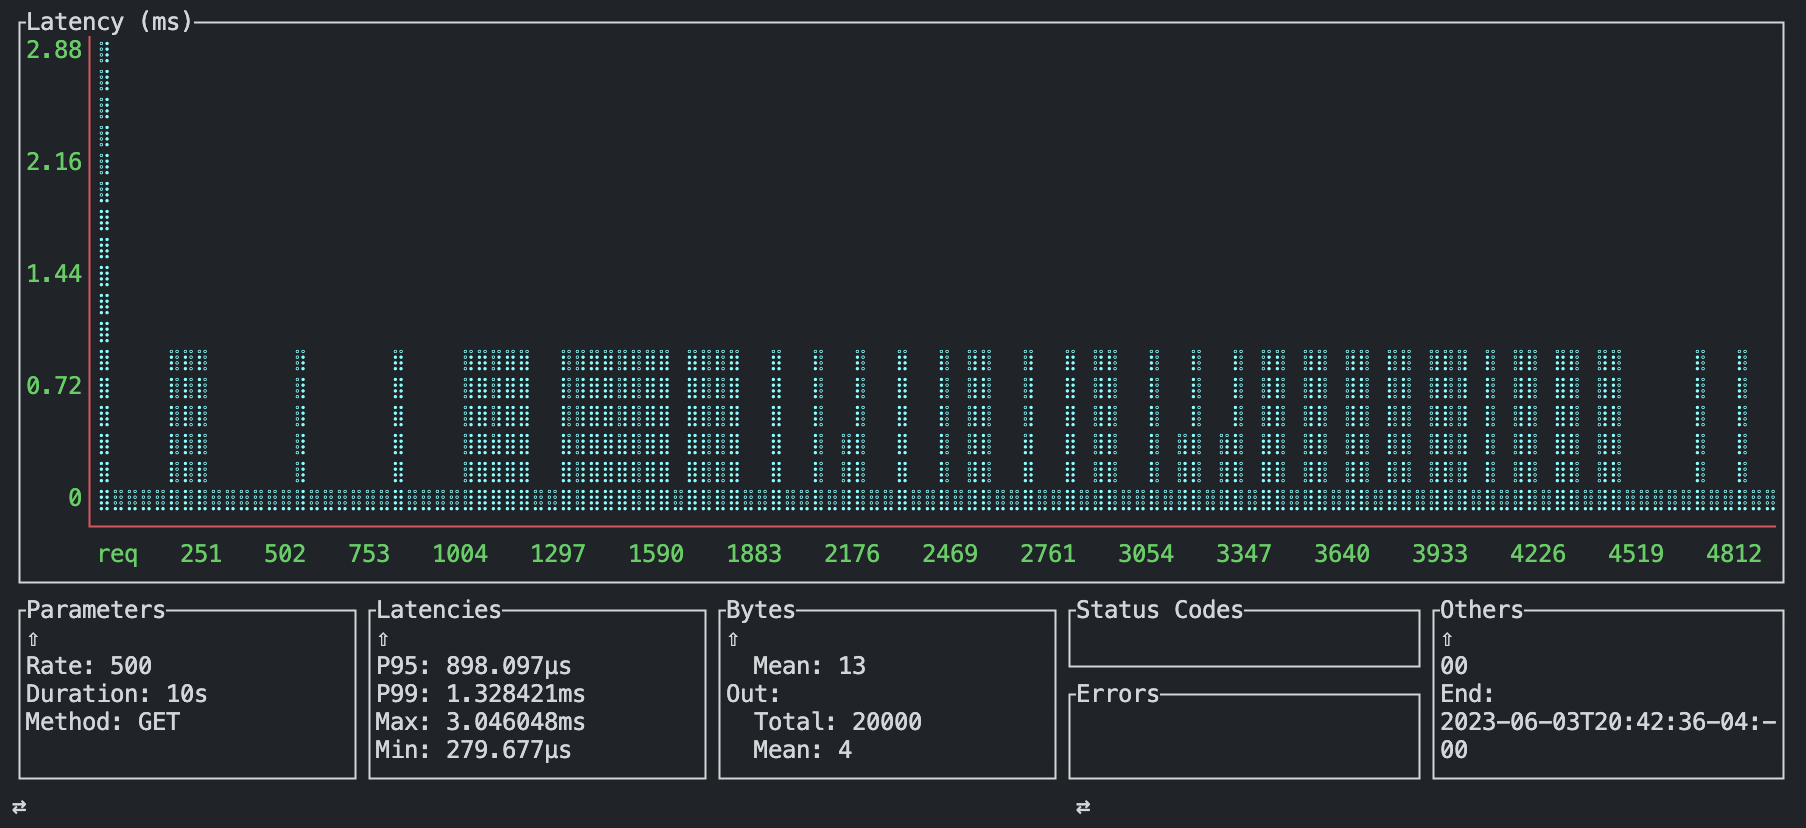 Latency (ms)
2.88
2.16
1.44
0.72
0
req 251 502 753 1004 1297 1590 1883 2176 2469 2761 3054 3347 3640 3933 4226 4519 4812
Parameters
⇧
Rate: 500
Duration: 10s
Method: GET
Latencies
⇧
P95: 898.097µs
P99: 1.328421ms
Max: 3.046048ms
Min: 279.677µs
Bytes
⇧
Mean: 13
Out:
Total: 20000
Mean: 4
Status Codes
Errors
Others
⇧
00
End:
2023-06-03T20:42:36-04:-
00
⇄ ⇄